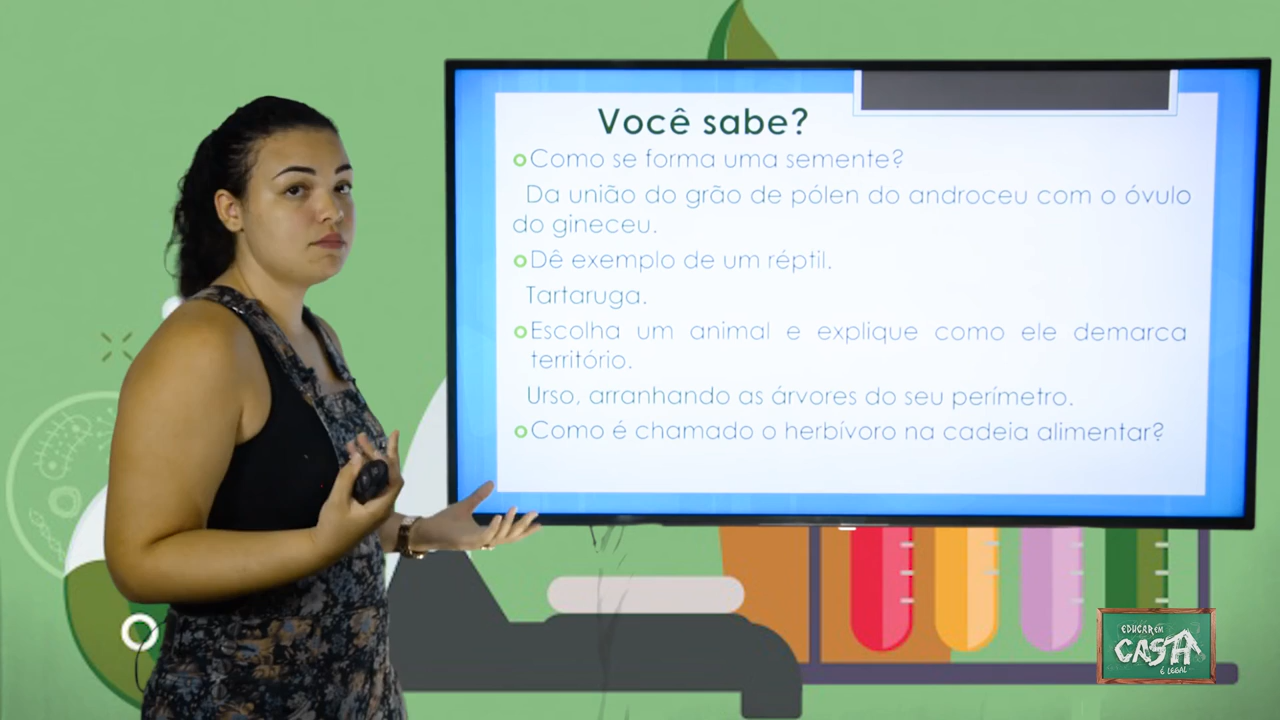 Você sabe?
Como se forma uma semente?
Da união do grão de pólen do androceu com o óvulo
do gineceu.
Dê exemplo de um réptil.
Tartaruga.
Escolha um animal e explique como ele demarca
território.
Urso, arranhando as árvores do seu perímetro.
Como é chamado o herbívoro na cadeia alimentar?
EDUCAR EM
CASA
É LEGAL